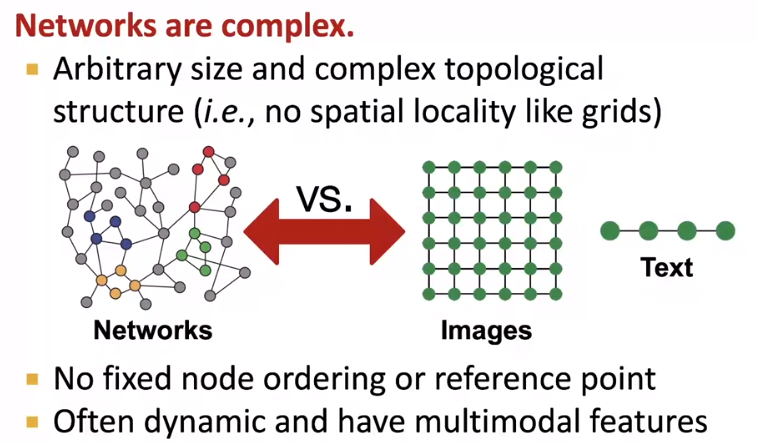 Networks are complex.
Arbitrary size and complex topological
structure (i.e., no spatial locality like grids)
vs.
Networks
Images
Text
No fixed node ordering or reference point
Often dynamic and have multimodal features